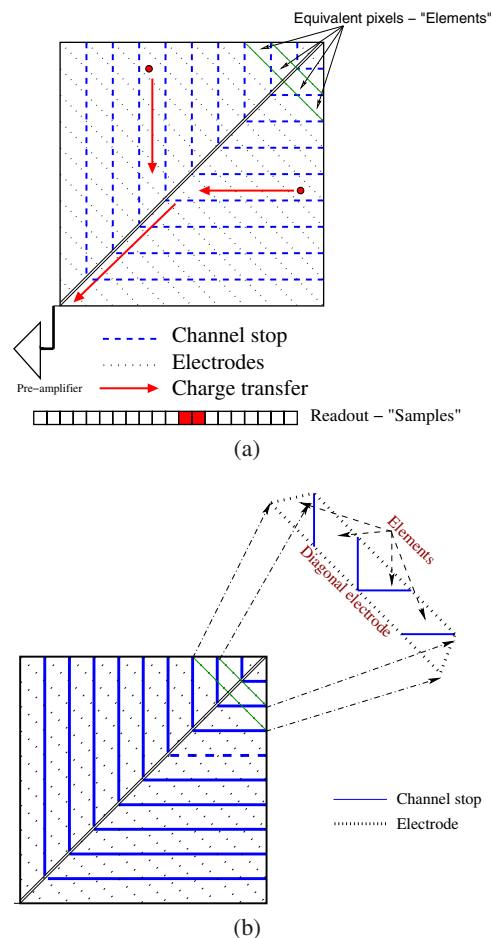 Equivalent pixels – "Elements"
Channel stop
Electrodes
Pre-amplifier
Charge transfer
Readout – "Samples"
(a)
Elements
Diagonal electrode
Channel stop
Electrode
(b)